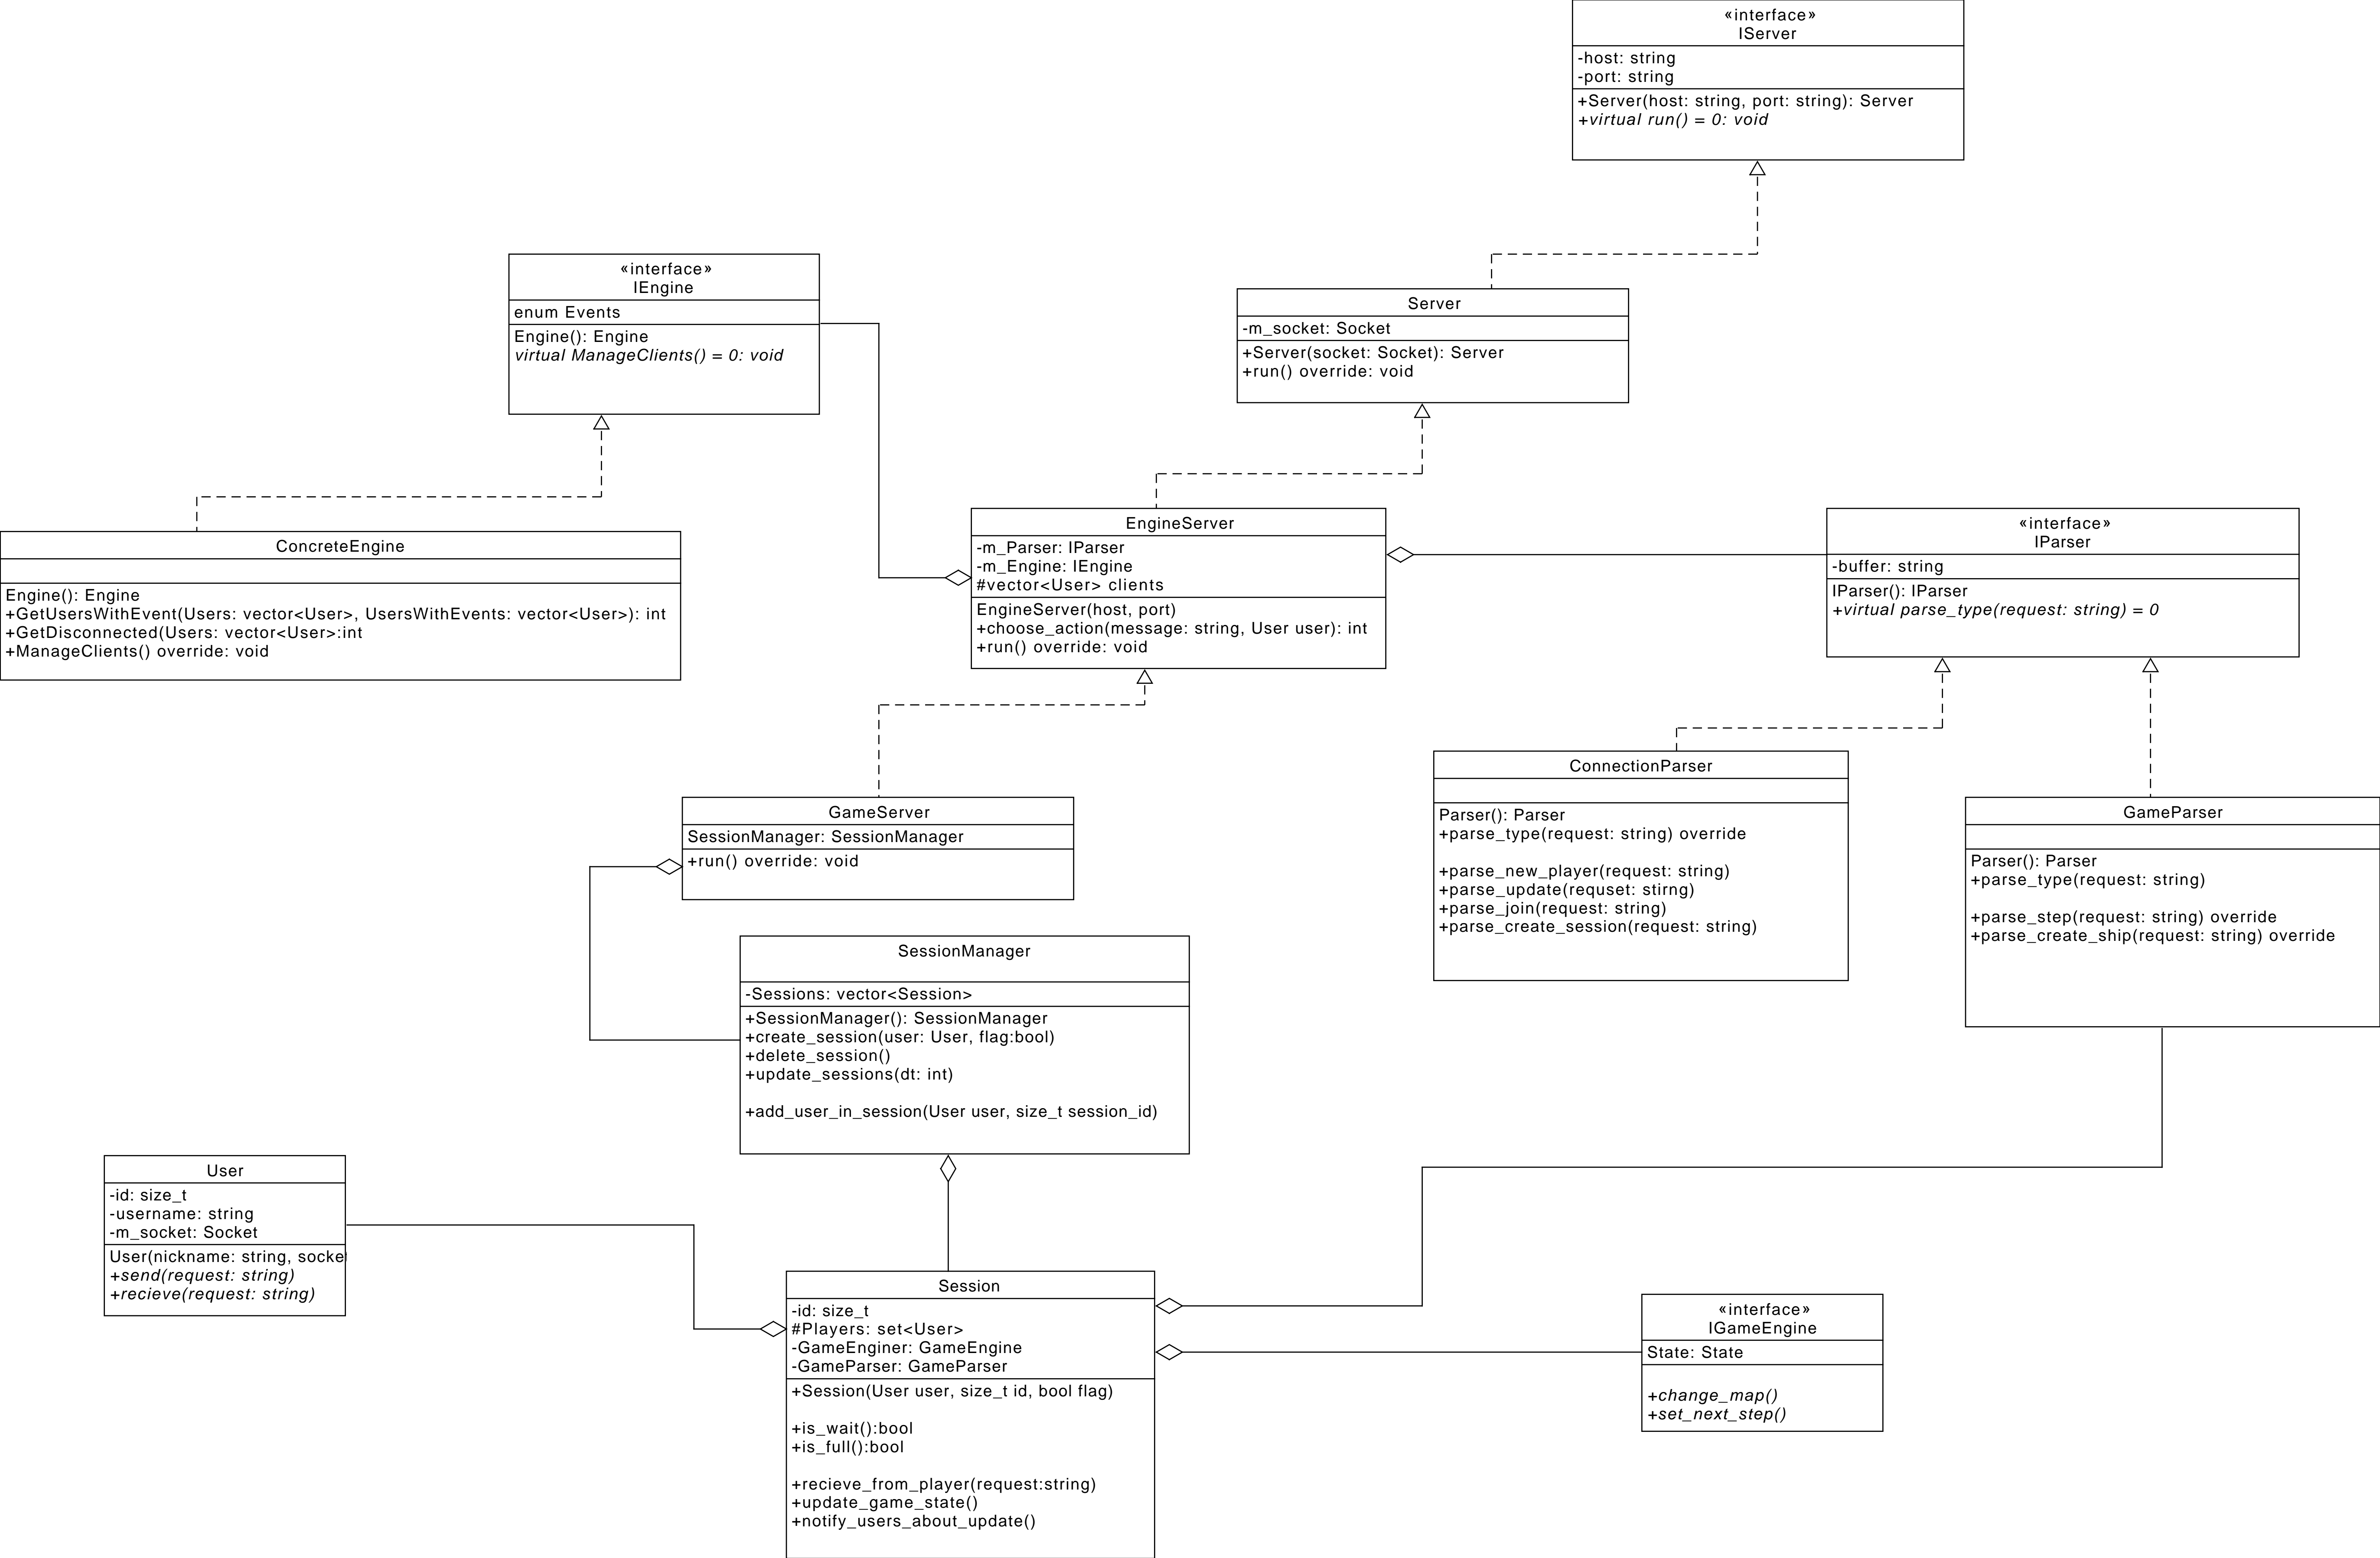 «interface»
IServer
-host: string
-port: string
+Server(host: string, port: string): Server
+virtual run() = 0: void
«interface»
IEngine
enum Events
Engine(): Engine
virtual ManageClients() = 0: void
Server
-m_socket: Socket
+Server(socket: Socket): Server
+run() override: void
ConcreteEngine
Engine(): Engine
+GetUsersWithEvent(Users: vector<User>, UsersWithEvents: vector<User>): int
+GetDisconnected(Users: vector<User>:int
+ManageClients() override: void
EngineServer
-m_Parser: IParser
-m_Engine: IEngine
#vector<User> clients
EngineServer(host, port)
+choose_action(message: string, User user): int
+run() override: void
«interface»
IParser
-buffer: string
IParser(): IParser
+virtual parse_type(request: string) = 0
ConnectionParser
Parser(): Parser
+parse_type(request: string) override
+parse_new_player(request: string)
+parse_update(requset: stirng)
+parse_join(request: string)
+parse_create_session(request: string)
GameParser
Parser(): Parser
+parse_type(request: string)
+parse_step(request: string) override
+parse_create_ship(request: string) override
GameServer
SessionManager: SessionManager
+run() override: void
SessionManager
-Sessions: vector<Session>
+SessionManager(): SessionManager
+create_session(user: User, flag:bool)
+delete_session()
+update_sessions(dt: int)
+add_user_in_session(User user, size_t session_id)
User
-id: size_t
-username: string
-m_socket: Socket
User(nickname: string, socke
+send(request: string)
+recieve(request: string)
Session
-id: size_t
#Players: set<User>
-GameEnginer: GameEngine
-GameParser: GameParser
+Session(User user, size_t id, bool flag)
+is_wait():bool
+is_full():bool
+recieve_from_player(request:string)
+update_game_state()
+notify_users_about_update()
«interface»
IGameEngine
State: State
+change_map()
+set_next_step()